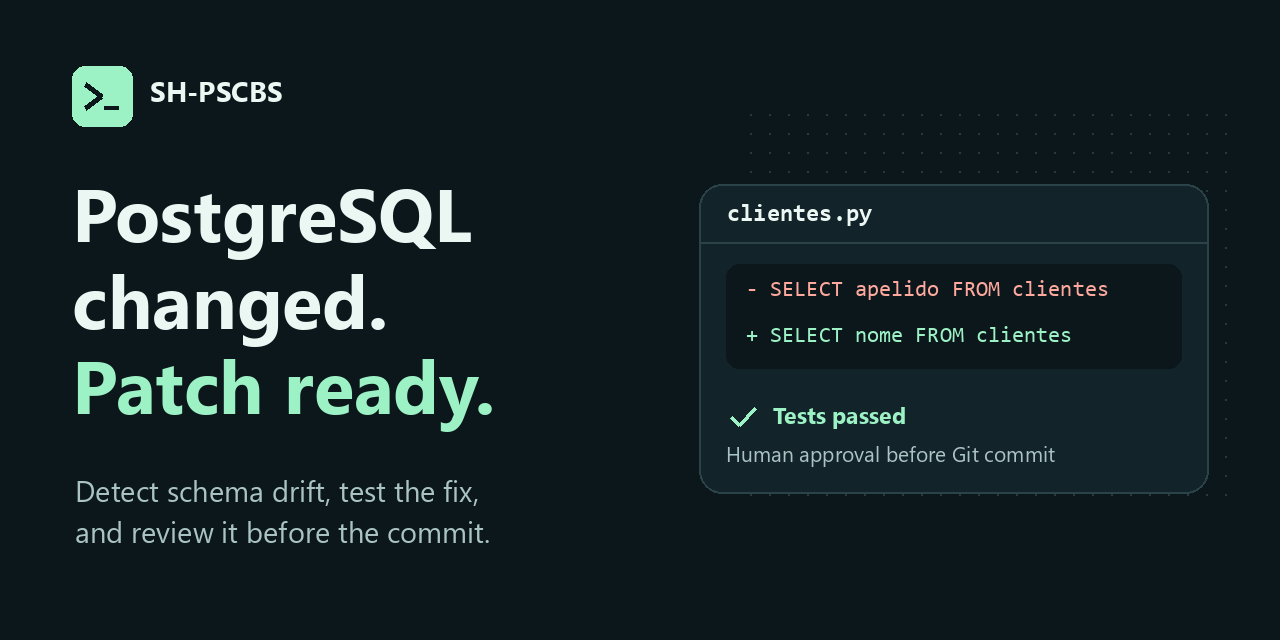 SH-PSCBS
PostgreSQL
changed.
Patch ready.
Detect schema drift, test the fix,
and review it before the commit.
clientes.py
- SELECT apelido FROM clientes
+ SELECT nome FROM clientes
Tests passed
Human approval before Git commit